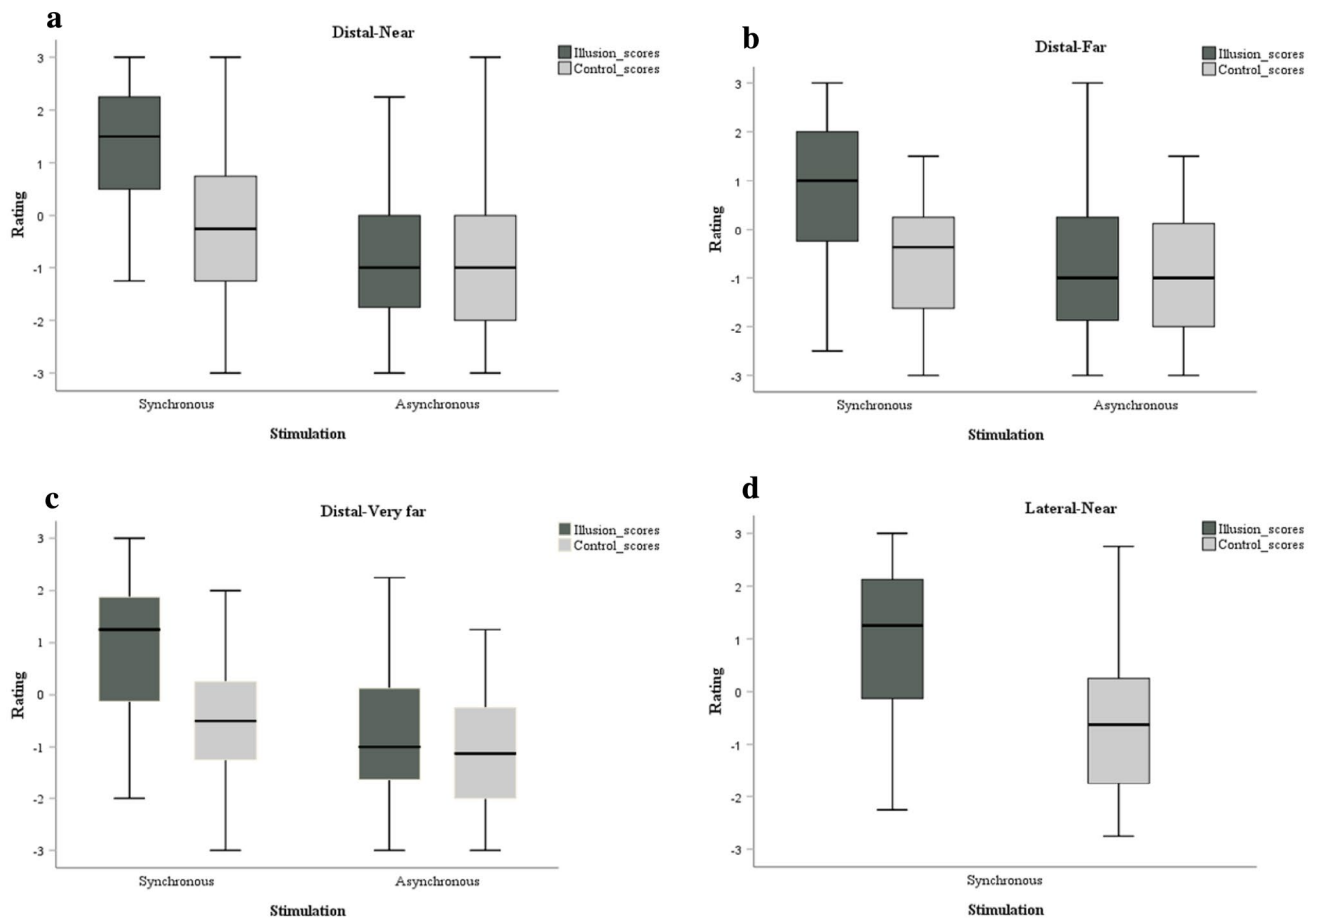 a
Distal-Near
Illusion_scores
Control_scores
3
2
1
0
-1
-2
-3
Rating
Synchronous
Asynchronous
Stimulation
b
Distal-Far
Illusion_scores
Control_scores
3
2
1
0
-1
-2
-3
Rating
Synchronous
Asynchronous
Stimulation
c
Distal-Very far
Illusion_scores
Control_scores
3
2
1
0
-1
-2
-3
Rating
Synchronous
Asynchronous
Stimulation
d
Lateral-Near
Illusion_scores
Control_scores
3
2
1
0
-1
-2
-3
Rating
Synchronous
Stimulation